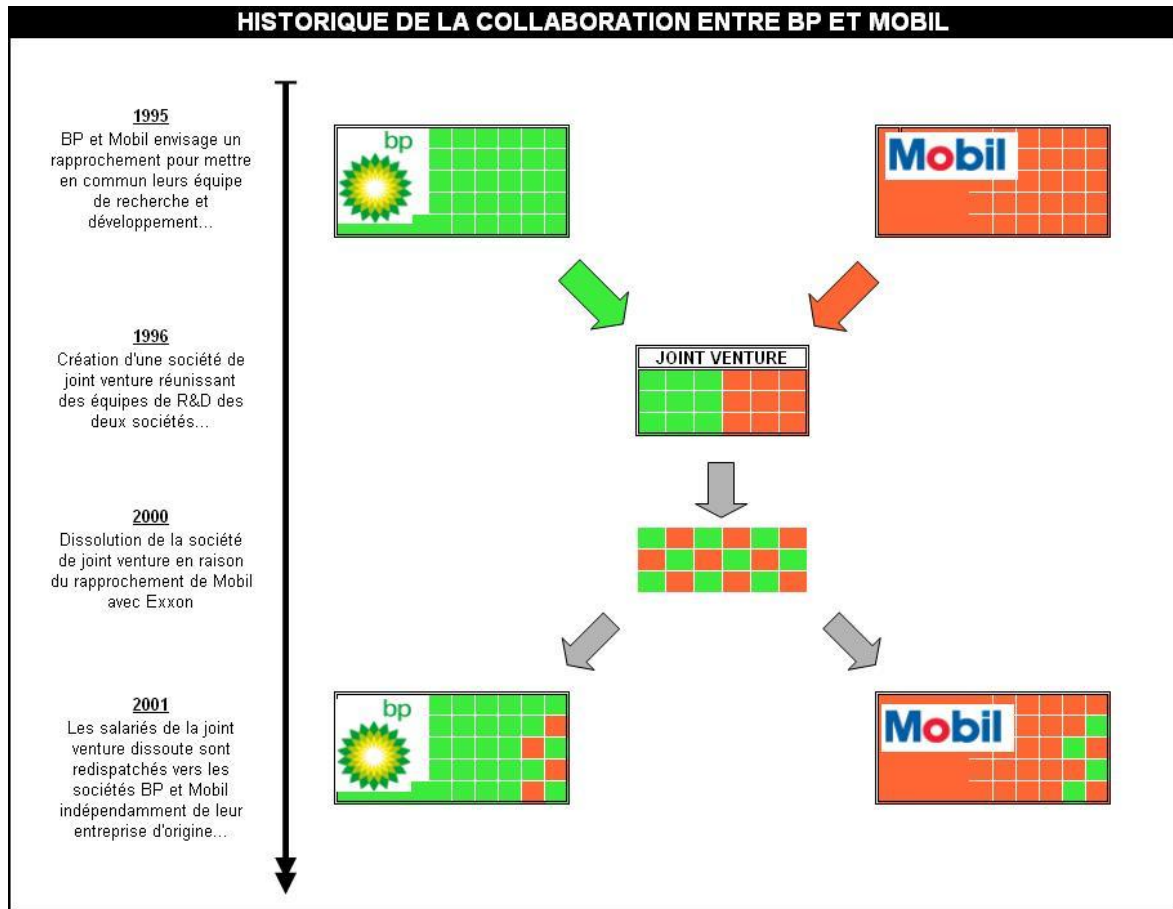 HISTORIQUE DE LA COLLABORATION ENTRE BP ET MOBIL
1995
BP et Mobil envisage un
rapprochement pour mettre
en commun leurs équipe
de recherche et
développement...
bp
Mobil
1996
Création d'une société de
joint venture réunissant
des équipes de R&D des
deux sociétés...
JOINT VENTURE
2000
Dissolution de la société
de joint venture en raison
du rapprochement de Mobil
avec Exxon
2001
Les salariés de la joint
venture dissoute sont
redispatchés vers les
sociétés BP et Mobil
indépendamment de leur
entreprise d'origine...
bp
Mobil